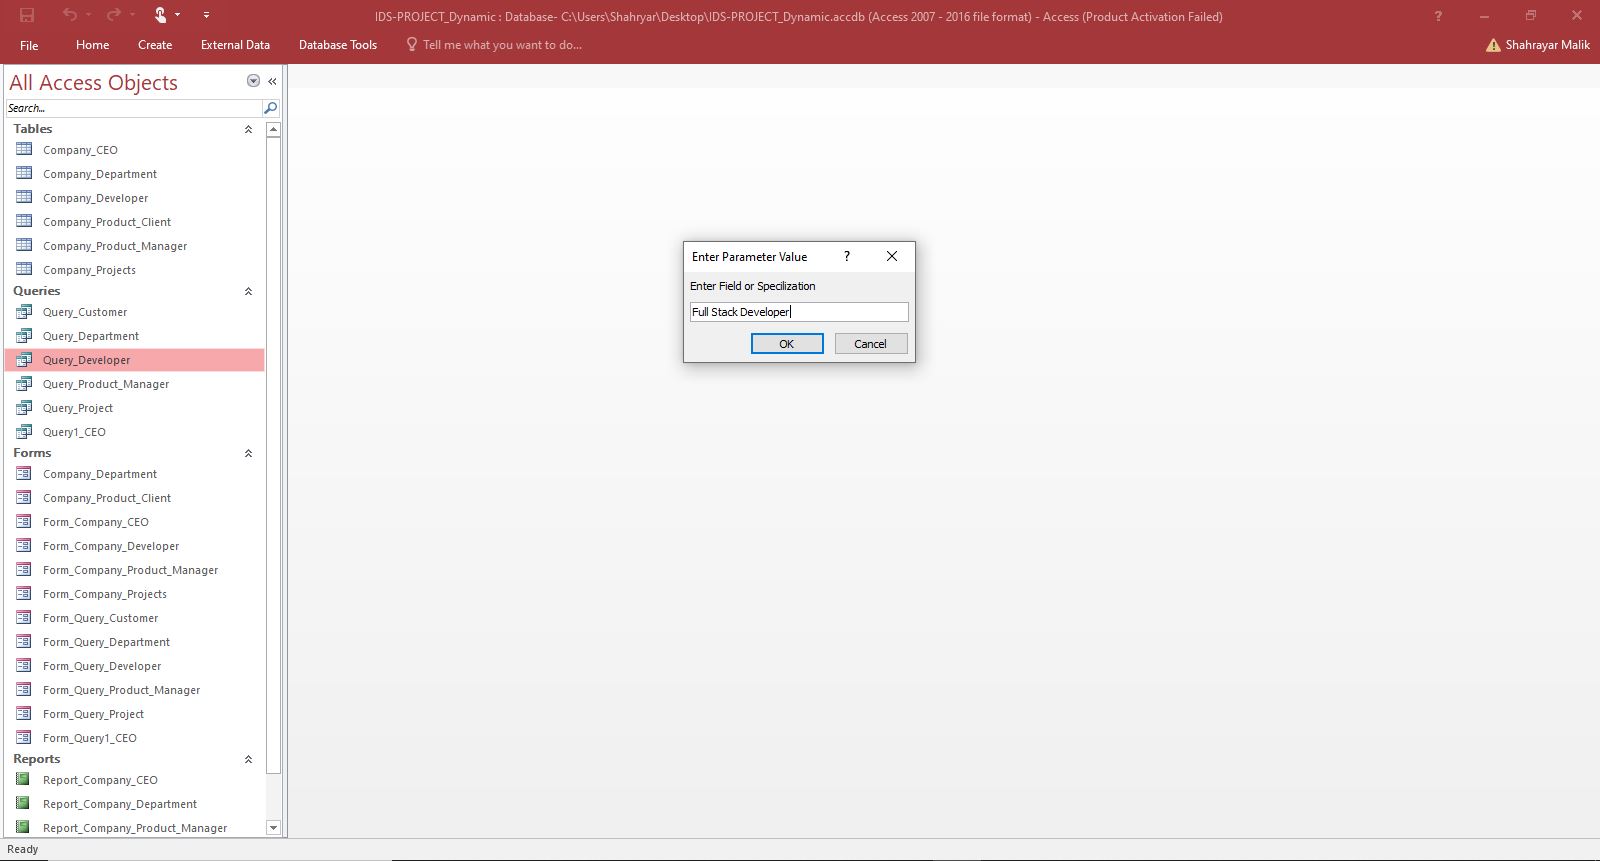 IDS-PROJECT_Dynamic : Database- C:\Users\Shahryar\Desktop\IDS-PROJECT_Dynamic.accdb (Access 2007 - 2016 file format) - Access (Product Activation Failed)
?
File Home Create External Data Database Tools Tell me what you want to do... Shahrayar Malik
All Access Objects
Search...
Tables
Company_CEO
Company_Department
Company_Developer
Company_Product_Client
Company_Product_Manager
Company_Projects
Queries
Query_Customer
Query_Department
Query_Developer
Query_Product_Manager
Query_Project
Query1_CEO
Forms
Company_Department
Company_Product_Client
Form_Company_CEO
Form_Company_Developer
Form_Company_Product_Manager
Form_Company_Projects
Form_Query_Customer
Form_Query_Department
Form_Query_Developer
Form_Query_Product_Manager
Form_Query_Project
Form_Query1_CEO
Reports
Report_Company_CEO
Report_Company_Department
Report_Company_Product_Manager
Enter Parameter Value ?
Enter Field or Specilization
Full Stack Developer
OK Cancel
Ready